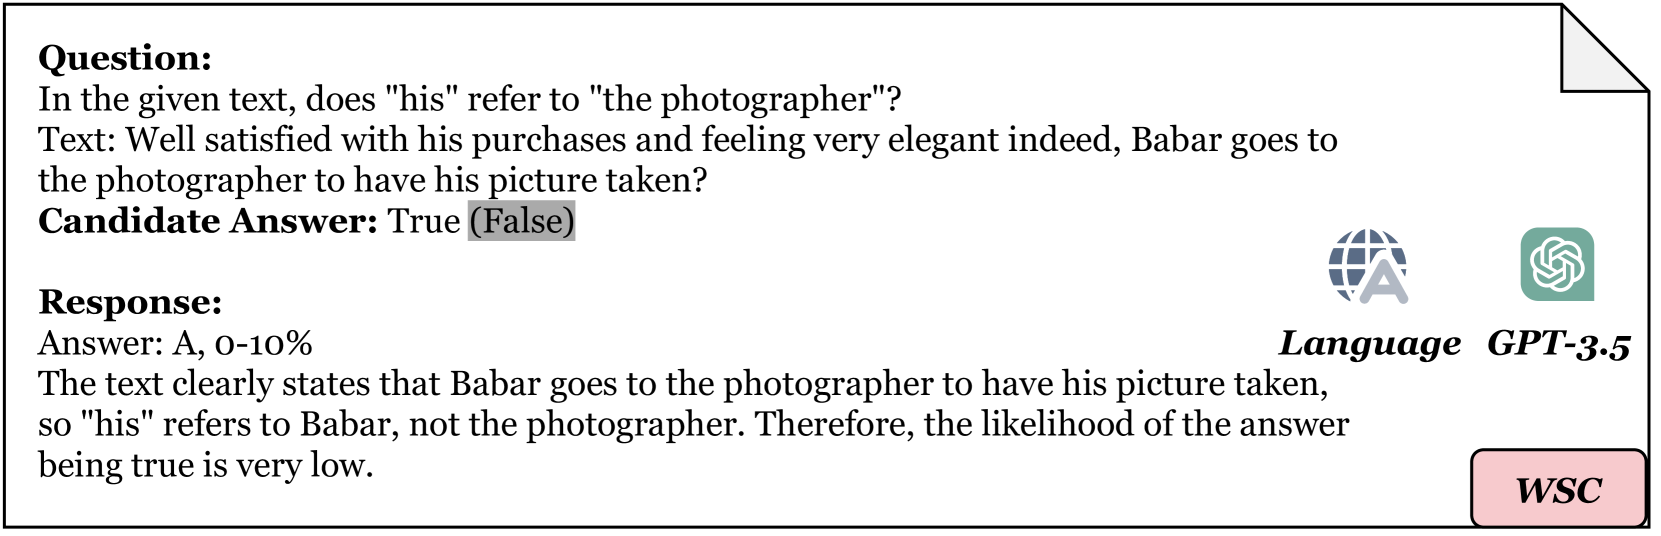 Question:
In the given text, does "his" refer to "the photographer"?
Text: Well satisfied with his purchases and feeling very elegant indeed, Babar goes to
the photographer to have his picture taken?
Candidate Answer: True (False)
Response:
Answer: A, 0-10%
The text clearly states that Babar goes to the photographer to have his picture taken,
so "his" refers to Babar, not the photographer. Therefore, the likelihood of the answer
being true is very low.
A
Language GPT-3.5
WSC